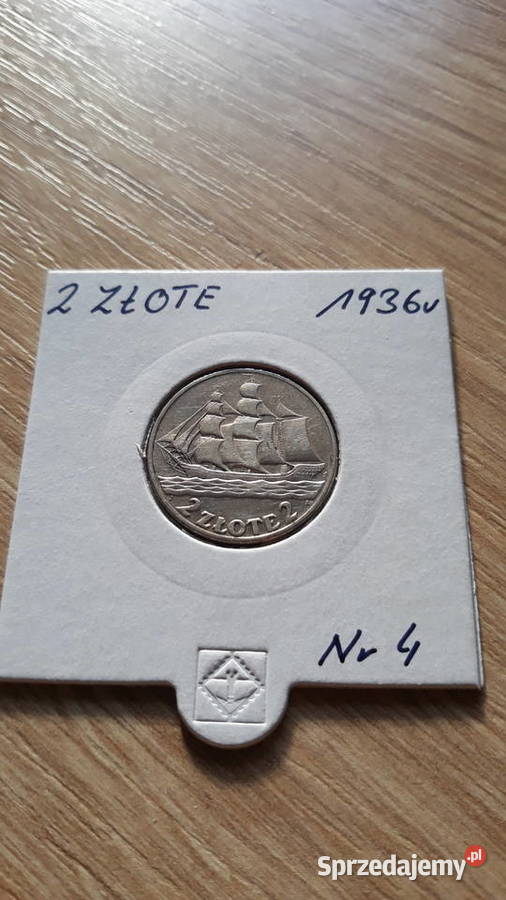 2 ZŁOTE 1936r
2 ZŁOTE 2
Nr 4
Sprzedajemy.pl